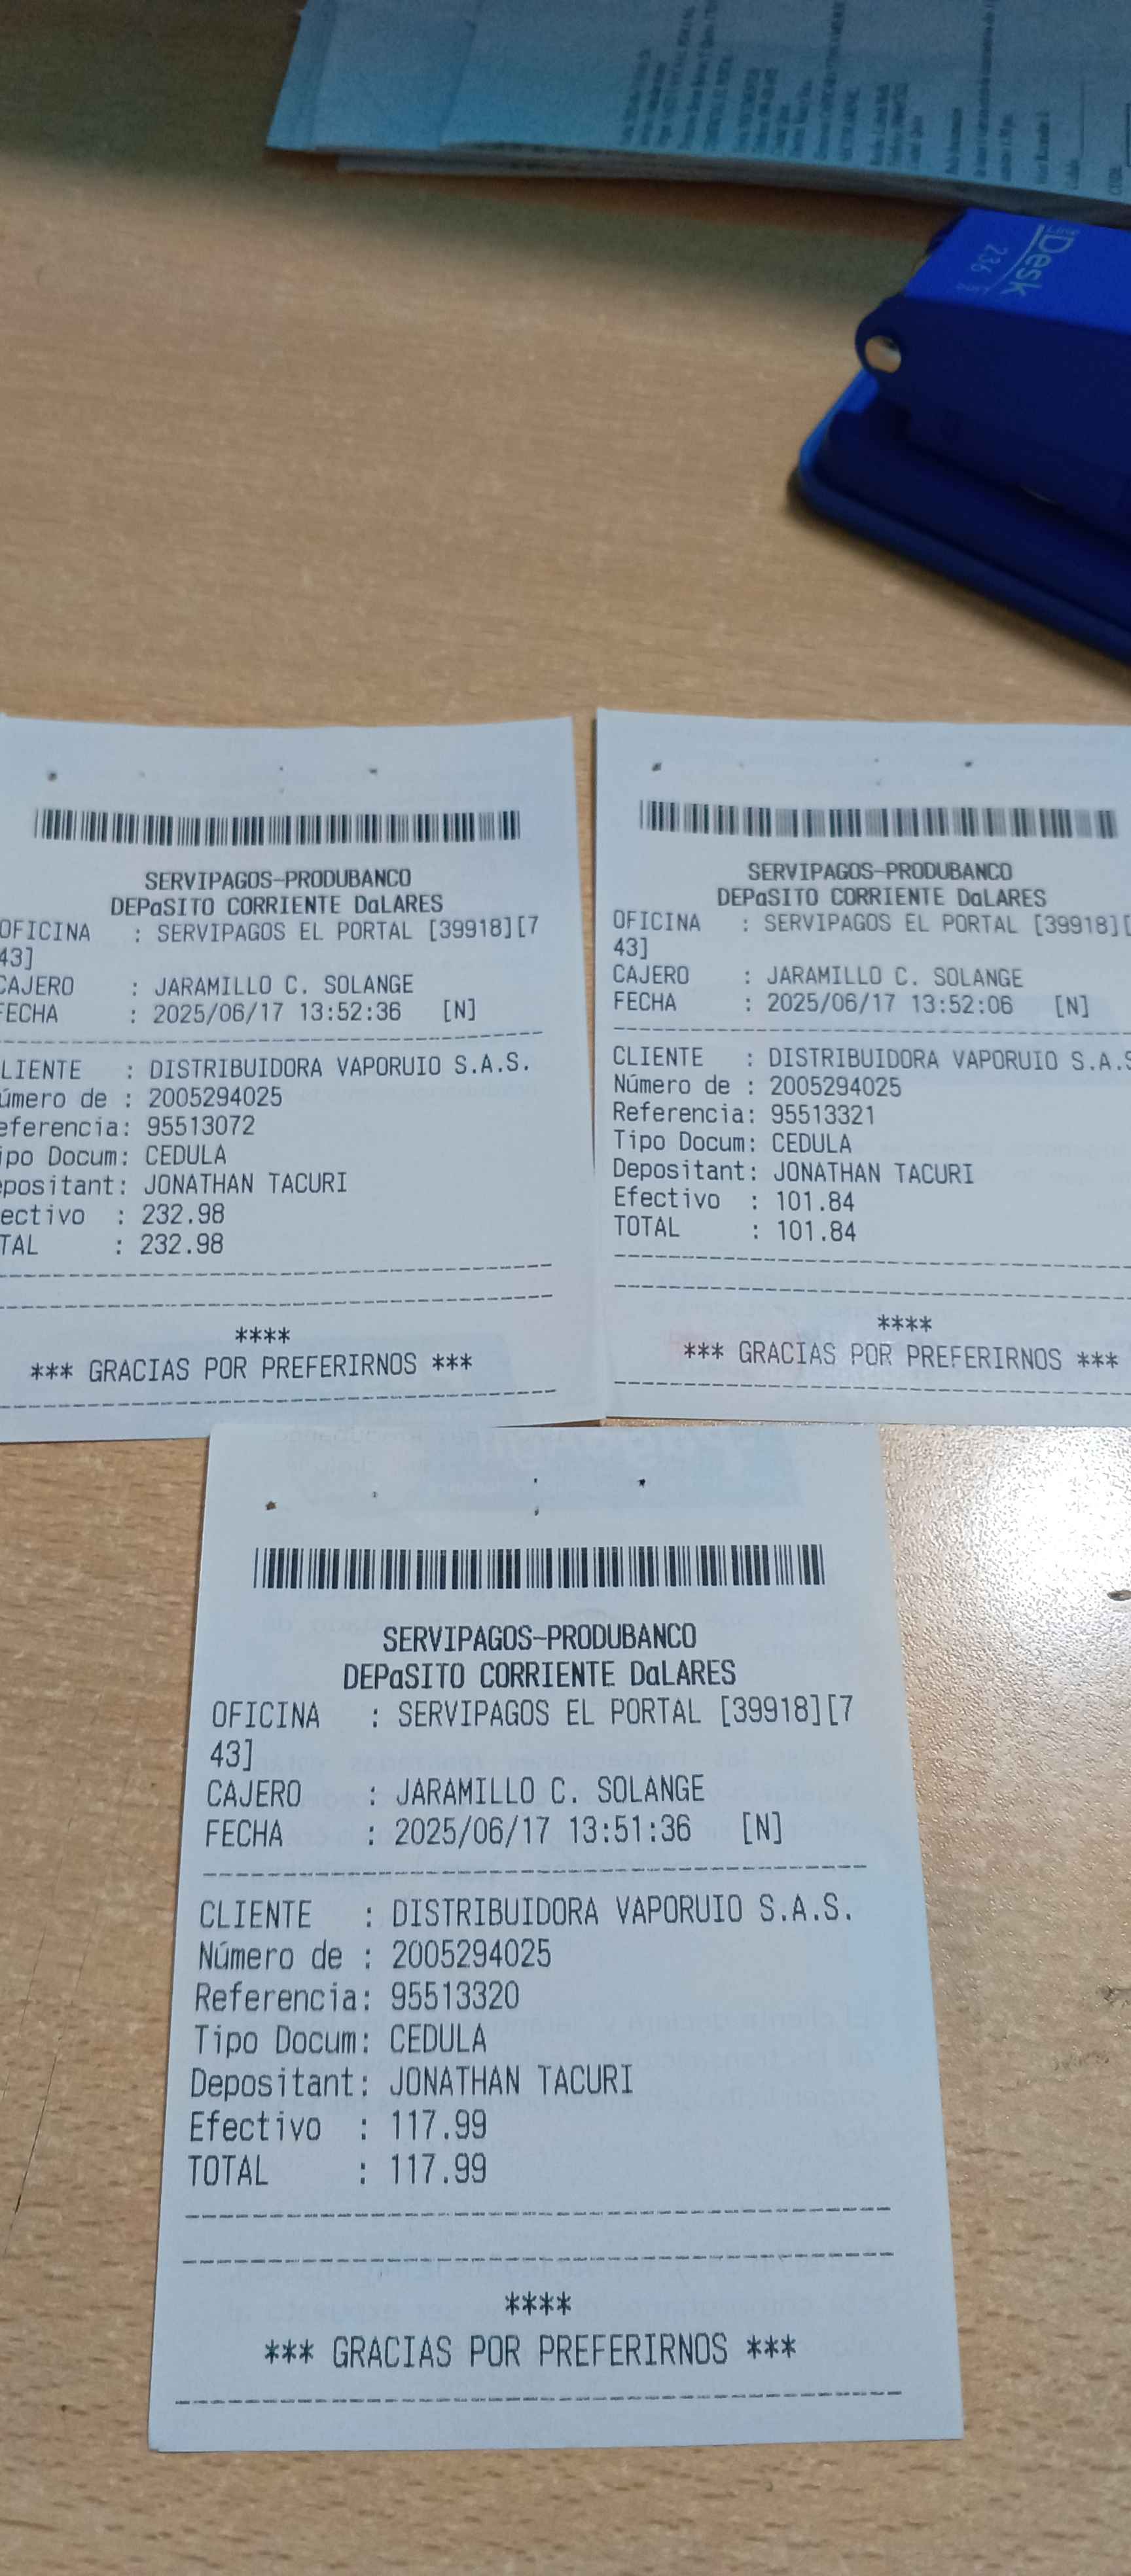 Desk
236
SERVIPAGOS-PRODUBANCO
DEPaSITO CORRIENTE DaLARES
OFICINA : SERVIPAGOS EL PORTAL [39918][7
43]
CAJERO : JARAMILLO C. SOLANGE
FECHA : 2025/06/17 13:52:36 [N]
LIENTE : DISTRIBUIDORA VAPORUIO S.A.S.
úmero de : 2005294025
eferencia: 95513072
ipo Docum: CEDULA
epositant: JONATHAN TACURI
ectivo : 232.98
TAL : 232.98
****
*** GRACIAS POR PREFERIRNOS ***
SERVIPAGOS-PRODUBANCO
DEPaSITO CORRIENTE DaLARES
OFICINA : SERVIPAGOS EL PORTAL [39918][
43]
CAJERO : JARAMILLO C. SOLANGE
FECHA : 2025/06/17 13:52:06 [N]
CLIENTE : DISTRIBUIDORA VAPORUIO S.A.S
Número de : 2005294025
Referencia: 95513321
Tipo Docum: CEDULA
Depositant: JONATHAN TACURI
Efectivo : 101.84
TOTAL : 101.84
****
*** GRACIAS POR PREFERIRNOS ***
SERVIPAGOS-PRODUBANCO
DEPaSITO CORRIENTE DaLARES
OFICINA : SERVIPAGOS EL PORTAL [39918][7
43]
CAJERO : JARAMILLO C. SOLANGE
FECHA : 2025/06/17 13:51:36 [N]
CLIENTE : DISTRIBUIDORA VAPORUIO S.A.S.
Número de : 2005294025
Referencia: 95513320
Tipo Docum: CEDULA
Depositant: JONATHAN TACURI
Efectivo : 117.99
TOTAL : 117.99
****
*** GRACIAS POR PREFERIRNOS ***